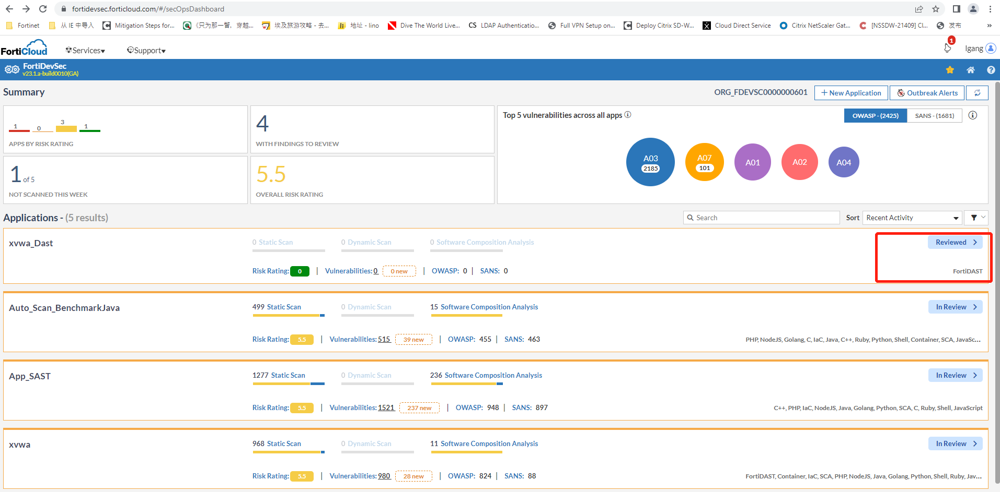 fortidevsec.forticloud.com/#/secOpsDashboard
Fortinet 从 IE 中导入 Mitigation Steps for... 《只为那一瞥，穿越... 埃及旅游攻略 - 去... 地址 - lino Dive The World Live... CS LDAP Authenticatio... Full VPN Setup on... Deploy Citrix SD-W... Cloud Direct Service Citrix NetScaler Gat... [NSSDW-21409] Cl... 发布 »
FortiCloud Services Support 1 lgang
FortiDevSec
v23.1.a-build0010(GA)
Summary ORG_FDEVSC0000000601 + New Application Outbreak Alerts
1 0 3 1
APPS BY RISK RATING
4
WITH FINDINGS TO REVIEW
1 of 5
NOT SCANNED THIS WEEK
5.5
OVERALL RISK RATING
Top 5 vulnerabilities across all apps OWASP - (2425) SANS - (1681)
A03 A07 A01 A02 A04
2185 101
Applications - (5 results) Search Sort Recent Activity
xvwa_Dast 0 Static Scan 0 Dynamic Scan 0 Software Composition Analysis Reviewed >
Risk Rating: 0 | Vulnerabilities: 0 0 new | OWASP: 0 | SANS: 0 FortiDAST
Auto_Scan_BenchmarkJava 499 Static Scan 0 Dynamic Scan 15 Software Composition Analysis In Review >
Risk Rating: 5.5 | Vulnerabilities: 515 39 new | OWASP: 455 | SANS: 463 PHP, NodeJS, Golang, C, IaC, Java, C++, Ruby, Python, Shell, Container, SCA, JavaSc...
App_SAST 1277 Static Scan 0 Dynamic Scan 236 Software Composition Analysis In Review >
Risk Rating: 5.5 | Vulnerabilities: 1521 237 new | OWASP: 948 | SANS: 897 C++, PHP, IaC, NodeJS, Java, Golang, Python, SCA, C, Ruby, Shell, JavaScript
xvwa 968 Static Scan 0 Dynamic Scan 11 Software Composition Analysis In Review >
Risk Rating: 5.5 | Vulnerabilities: 980 28 new | OWASP: 824 | SANS: 88 FortiDAST, Container, IaC, SCA, PHP, NodeJS, Java, Golang, Python, Shell, Ruby, Jav...